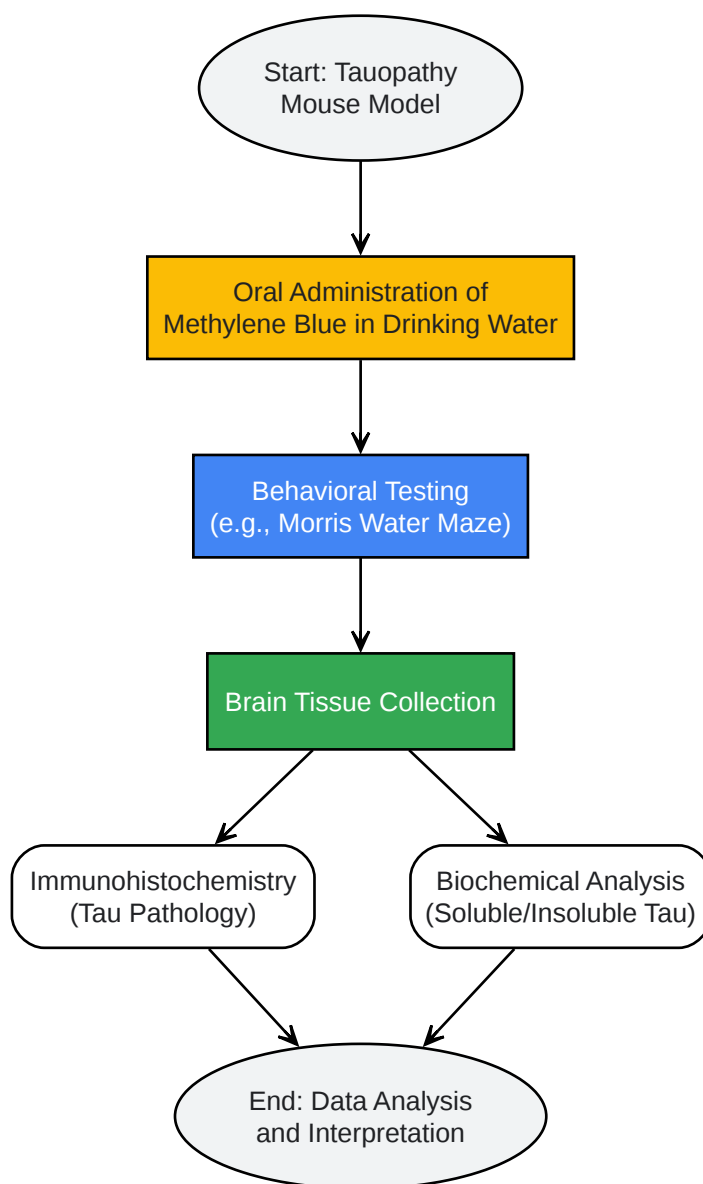 Start: Tauopathy
Mouse Model
Oral Administration of
Methylene Blue in Drinking Water
Behavioral Testing
(e.g., Morris Water Maze)
Brain Tissue Collection
Immunohistochemistry
(Tau Pathology)
Biochemical Analysis
(Soluble/Insoluble Tau)
End: Data Analysis
and Interpretation